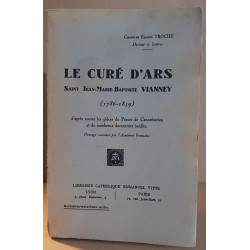 Chanoine Francis TROCHU
Docteur ès Lettres
LE CURÉ D'ARS
SAINT JEAN-MARIE-BAPTISTE VIANNEY
(1786-1859)
d'après toutes les pièces du Procès de Canonisation
et de nombreux documents inédits
Ouvrage couronné par l'Académie Française
LIBRAIRIE CATHOLIQUE EMMANUEL VITTE
LYON
PARIS